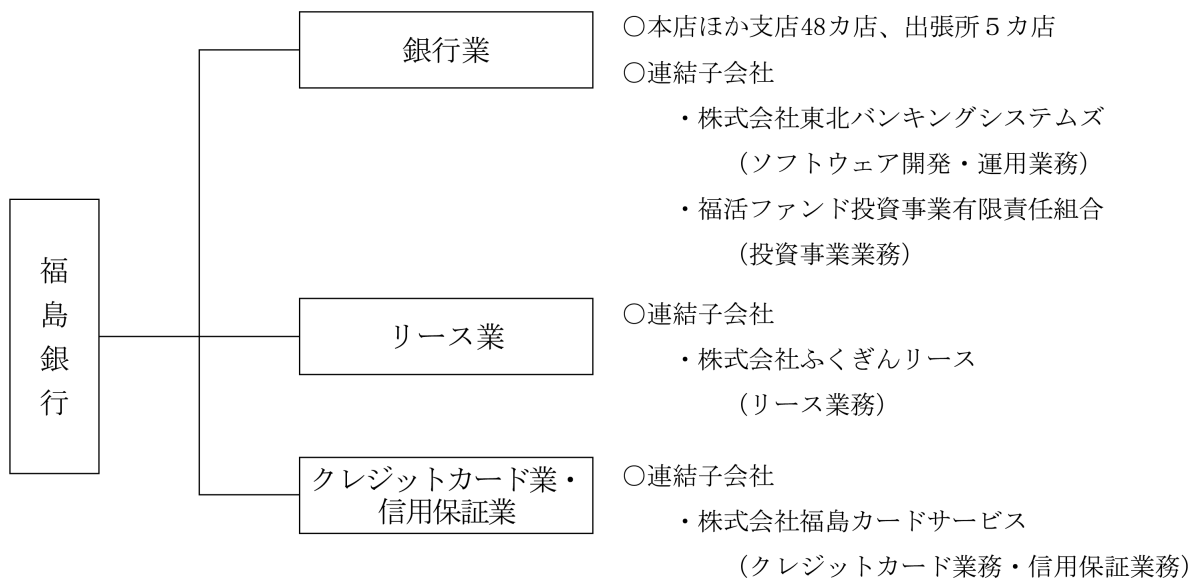 福島銀行
銀行業
○本店ほか支店48カ店、出張所５カ店
○連結子会社
・株式会社東北バンキングシステムズ
（ソフトウェア開発・運用業務）
・福活ファンド投資事業有限責任組合
（投資事業業務）
リース業
○連結子会社
・株式会社ふくぎんリース
（リース業務）
クレジットカード業・
信用保証業
○連結子会社
・株式会社福島カードサービス
（クレジットカード業務・信用保証業務）